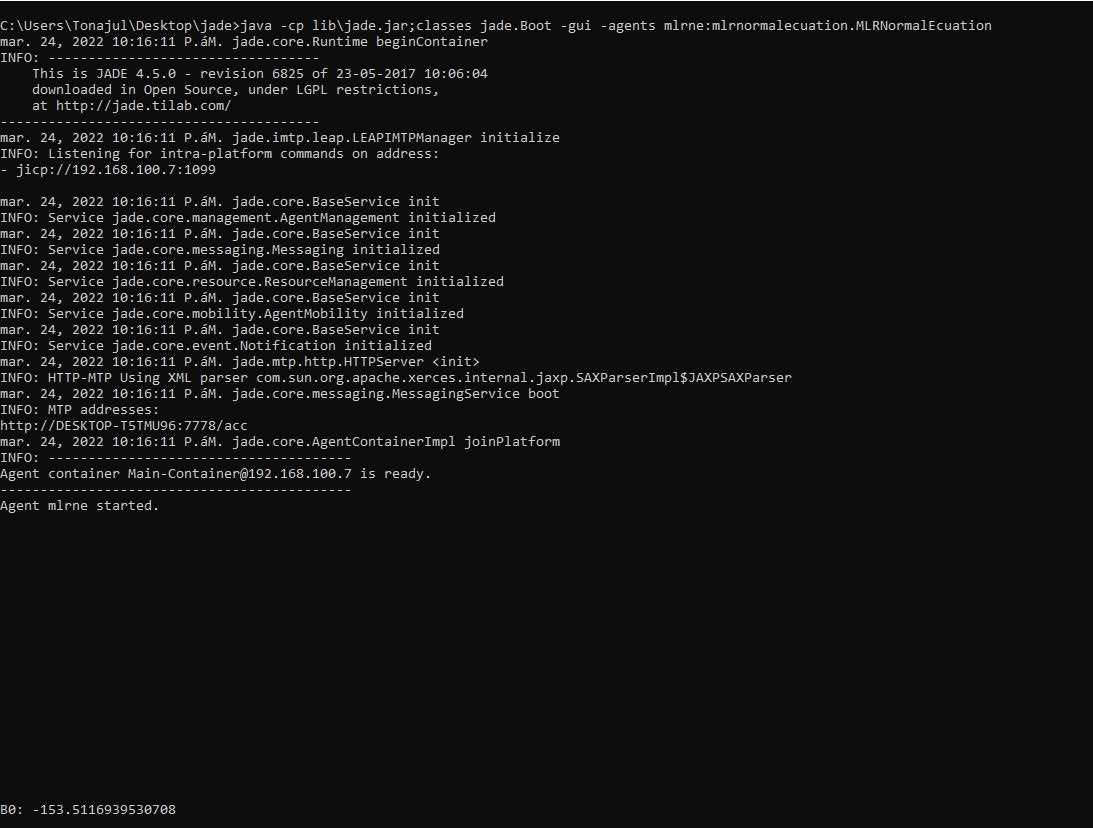 C:\Users\Tonajul\Desktop\jade>java -cp lib\jade.jar;classes jade.Boot -gui -agents mlrne:mlrnormalecuation.MLRNormalEcuation
mar. 24, 2022 10:16:11 P.áM. jade.core.Runtime beginContainer
INFO: ----------------------------------
    This is JADE 4.5.0 - revision 6825 of 23-05-2017 10:06:04
    downloaded in Open Source, under LGPL restrictions,
    at http://jade.tilab.com/
----------------------------------------
mar. 24, 2022 10:16:11 P.áM. jade.imtp.leap.LEAPIMTPManager initialize
INFO: Listening for intra-platform commands on address:
- jicp://192.168.100.7:1099

mar. 24, 2022 10:16:11 P.áM. jade.core.BaseService init
INFO: Service jade.core.management.AgentManagement initialized
mar. 24, 2022 10:16:11 P.áM. jade.core.BaseService init
INFO: Service jade.core.messaging.Messaging initialized
mar. 24, 2022 10:16:11 P.áM. jade.core.BaseService init
INFO: Service jade.core.resource.ResourceManagement initialized
mar. 24, 2022 10:16:11 P.áM. jade.core.BaseService init
INFO: Service jade.core.mobility.AgentMobility initialized
mar. 24, 2022 10:16:11 P.áM. jade.core.BaseService init
INFO: Service jade.core.event.Notification initialized
mar. 24, 2022 10:16:11 P.áM. jade.mtp.http.HTTPServer <init>
INFO: HTTP-MTP Using XML parser com.sun.org.apache.xerces.internal.jaxp.SAXParserImpl$JAXPSAXParser
mar. 24, 2022 10:16:11 P.áM. jade.core.messaging.MessagingService boot
INFO: MTP addresses:
http://DESKTOP-T5TMU96:7778/acc
mar. 24, 2022 10:16:11 P.áM. jade.core.AgentContainerImpl joinPlatform
INFO: --------------------------------------
Agent container Main-Container@192.168.100.7 is ready.
--------------------------------------------
Agent mlrne started.
B0: -153.5116939530708